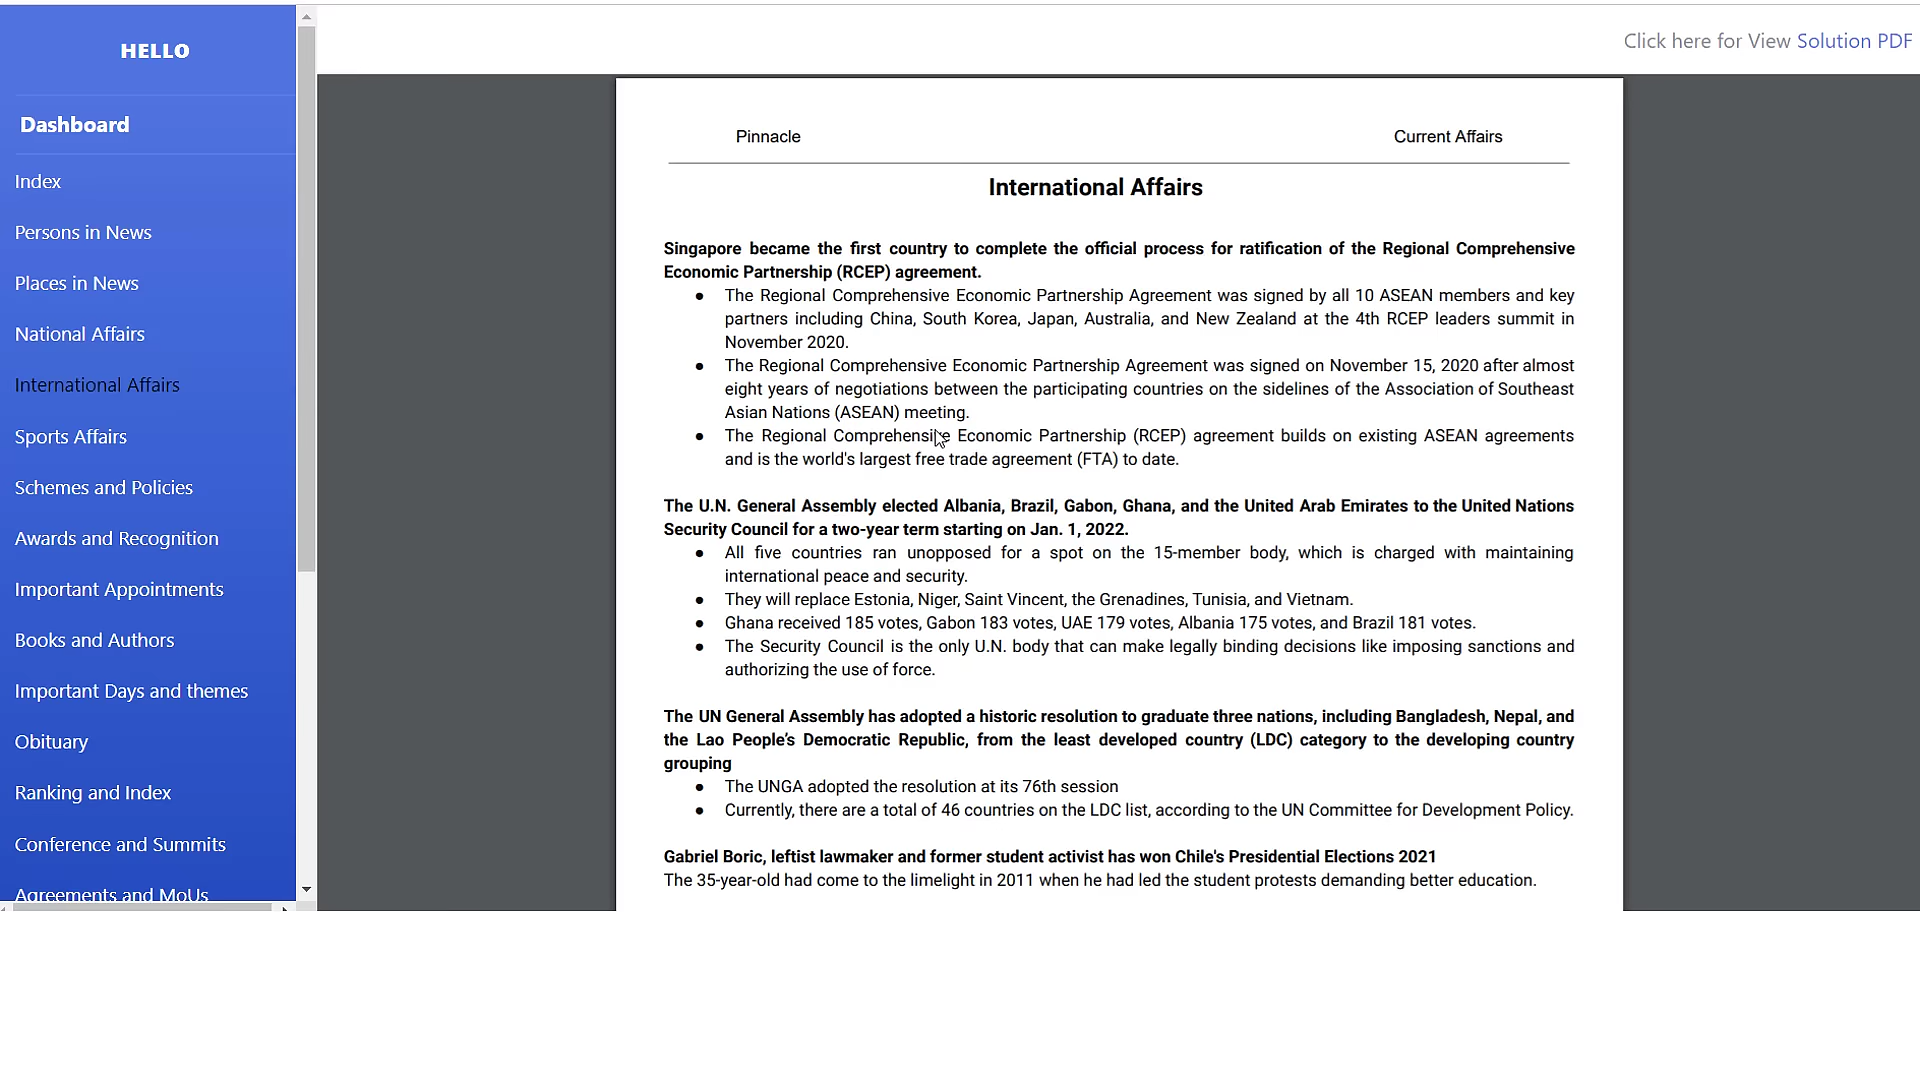 HELLO
Dashboard
Index
Persons in News
Places in News
National Affairs
International Affairs
Sports Affairs
Schemes and Policies
Awards and Recognition
Important Appointments
Books and Authors
Important Days and themes
Obituary
Ranking and Index
Conference and Summits
Agreements and MoUs
Click here for View Solution PDF
Pinnacle Current Affairs
International Affairs
Singapore became the first country to complete the official process for ratification of the Regional Comprehensive
Economic Partnership (RCEP) agreement.
● The Regional Comprehensive Economic Partnership Agreement was signed by all 10 ASEAN members and key
partners including China, South Korea, Japan, Australia, and New Zealand at the 4th RCEP leaders summit in
November 2020.
● The Regional Comprehensive Economic Partnership Agreement was signed on November 15, 2020 after almost
eight years of negotiations between the participating countries on the sidelines of the Association of Southeast
Asian Nations (ASEAN) meeting.
● The Regional Comprehensive Economic Partnership (RCEP) agreement builds on existing ASEAN agreements
and is the world's largest free trade agreement (FTA) to date.
The U.N. General Assembly elected Albania, Brazil, Gabon, Ghana, and the United Arab Emirates to the United Nations
Security Council for a two-year term starting on Jan. 1, 2022.
● All five countries ran unopposed for a spot on the 15-member body, which is charged with maintaining
international peace and security.
● They will replace Estonia, Niger, Saint Vincent, the Grenadines, Tunisia, and Vietnam.
● Ghana received 185 votes, Gabon 183 votes, UAE 179 votes, Albania 175 votes, and Brazil 181 votes.
● The Security Council is the only U.N. body that can make legally binding decisions like imposing sanctions and
authorizing the use of force.
The UN General Assembly has adopted a historic resolution to graduate three nations, including Bangladesh, Nepal, and
the Lao People’s Democratic Republic, from the least developed country (LDC) category to the developing country
grouping
● The UNGA adopted the resolution at its 76th session
● Currently, there are a total of 46 countries on the LDC list, according to the UN Committee for Development Policy.
Gabriel Boric, leftist lawmaker and former student activist has won Chile's Presidential Elections 2021
The 35-year-old had come to the limelight in 2011 when he had led the student protests demanding better education.